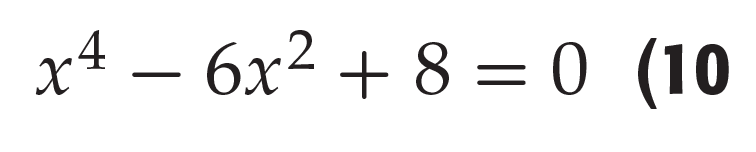 x⁴ − 6x² + 8 = 0 (10